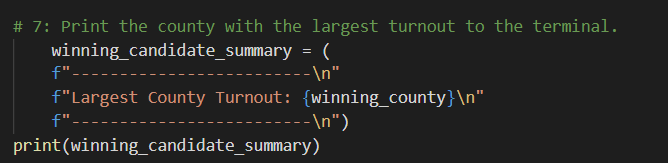 # 7: Print the county with the largest turnout to the terminal.
    winning_candidate_summary = (
    f"-------------------------\n"
    f"Largest County Turnout: {winning_county}\n"
    f"-------------------------\n")
print(winning_candidate_summary)